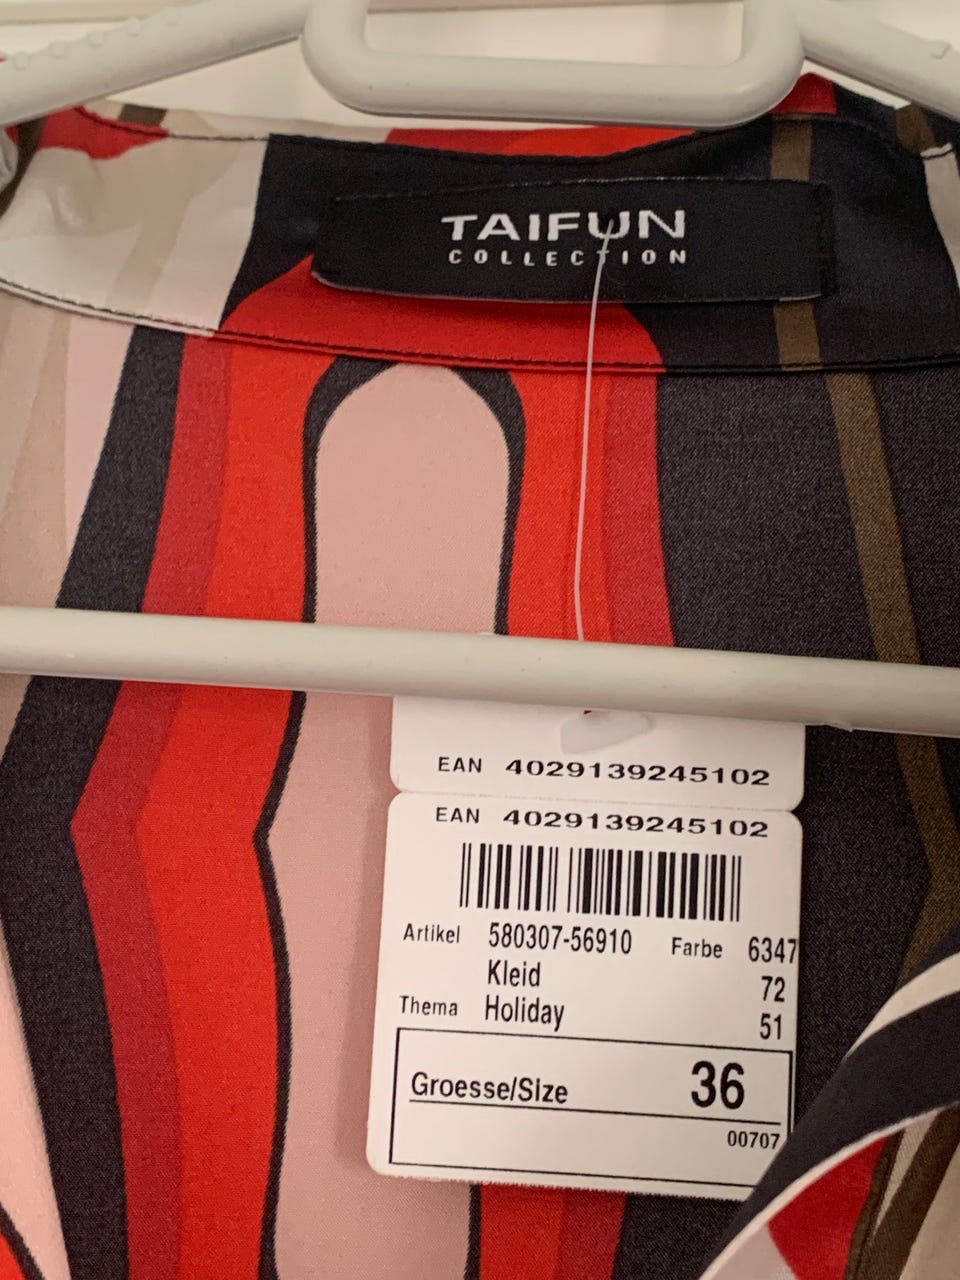 TAIFUN
COLLECTION
EAN 4029139245102
EAN 4029139245102
Artikel 580307-56910 Farbe 6347
Kleid 72
Thema Holiday 51
Groesse/Size 36
00707